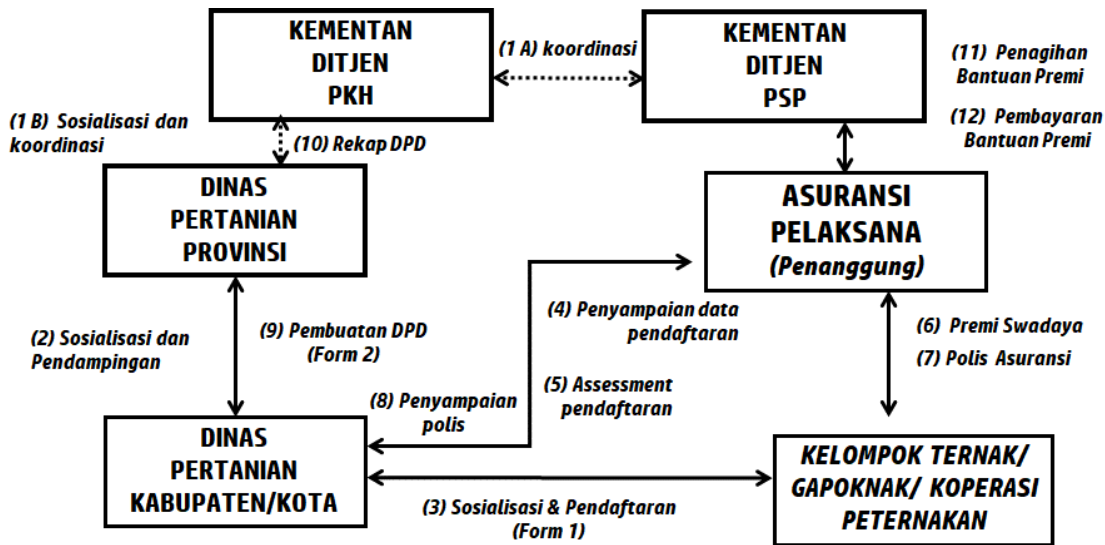 KEMENTAN
DITJEN
PKH
(1 A) koordinasi
KEMENTAN
DITJEN
PSP
(11) Penagihan
Bantuan Premi
(12) Pembayaran
Bantuan Premi
(1 B) Sosialisasi dan
koordinasi
(10) Rekap DPD
DINAS
PERTANIAN
PROVINSI
ASURANSI
PELAKSANA
(Penanggung)
(2) Sosialisasi dan
Pendampingan
(9) Pembuatan DPD
(Form 2)
(4) Penyampaian data
pendaftaran
(6) Premi Swadaya
(7) Polis Asuransi
(5) Assessment
pendaftaran
(8) Penyampaian
polis
DINAS
PERTANIAN
KABUPATEN/KOTA
KELOMPOK TERNAK/
GAPOKNAK/ KOPERASI
PETERNAKAN
(3) Sosialisasi & Pendaftaran
(Form 1)